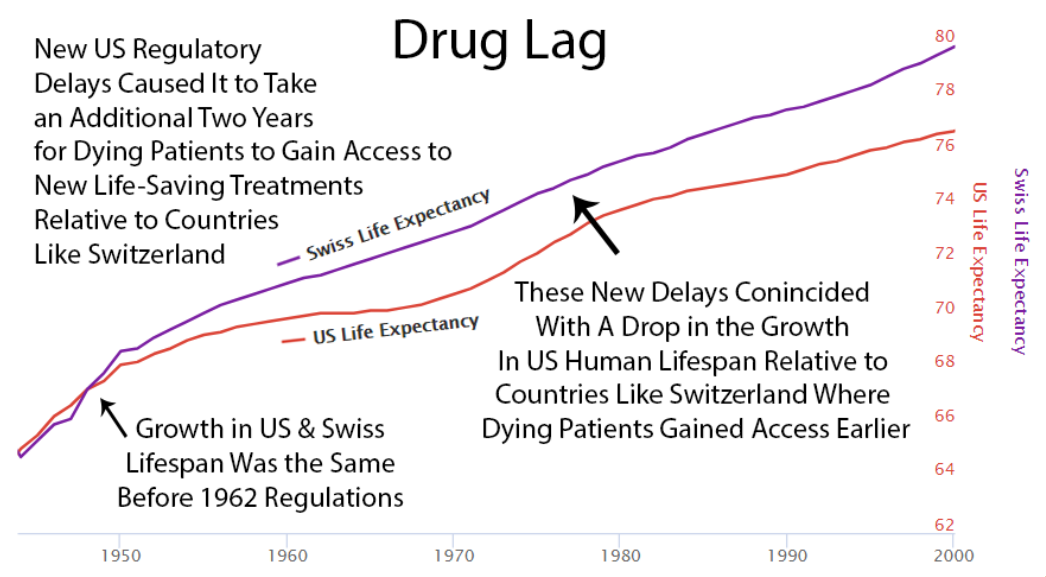 Drug Lag
New US Regulatory
Delays Caused It to Take
an Additional Two Years
for Dying Patients to Gain Access to
New Life-Saving Treatments
Relative to Countries
Like Switzerland
Swiss Life Expectancy
US Life Expectancy
These New Delays Conincided
With A Drop in the Growth
In US Human Lifespan Relative to
Countries Like Switzerland Where
Dying Patients Gained Access Earlier
Growth in US & Swiss
Lifespan Was the Same
Before 1962 Regulations
80
78
76
74
72
70
68
66
64
62
US Life Expectancy
Swiss Life Expectancy
1950
1960
1970
1980
1990
2000